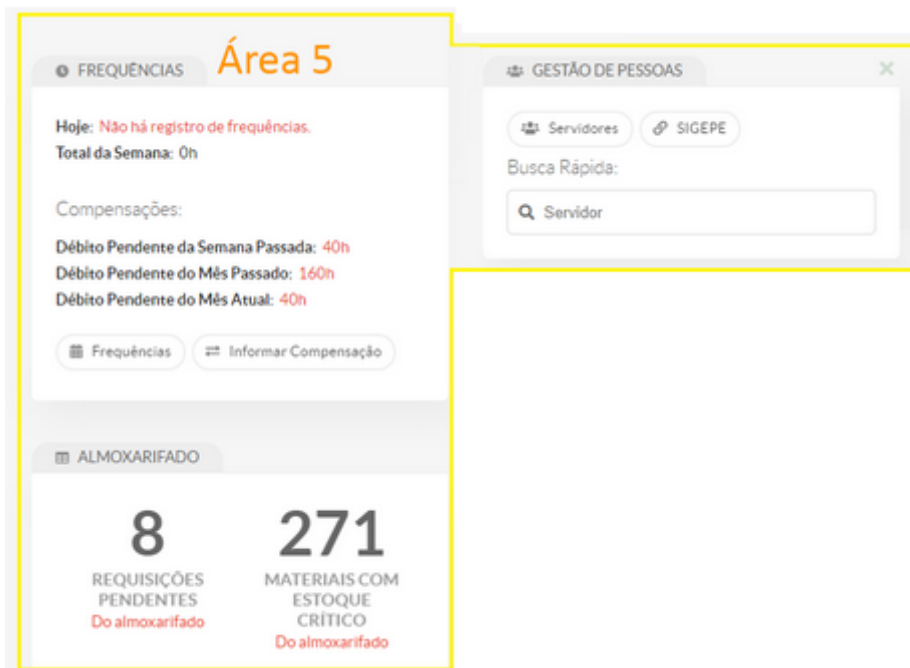 Área 5
FREQUÊNCIAS
Hoje: Não há registro de frequências.
Total da Semana: 0h
Compensações:
Débito Pendente da Semana Passada: 40h
Débito Pendente do Mês Passado: 160h
Débito Pendente do Mês Atual: 40h
Frequências
Informar Compensação
ALMOXARIFADO
8
REQUISIÇÕES
PENDENTES
Do almoxarifado
271
MATERIAIS COM
ESTOQUE
CRÍTICO
Do almoxarifado
GESTÃO DE PESSOAS
Servidores
SIGEPE
Busca Rápida:
Servidor